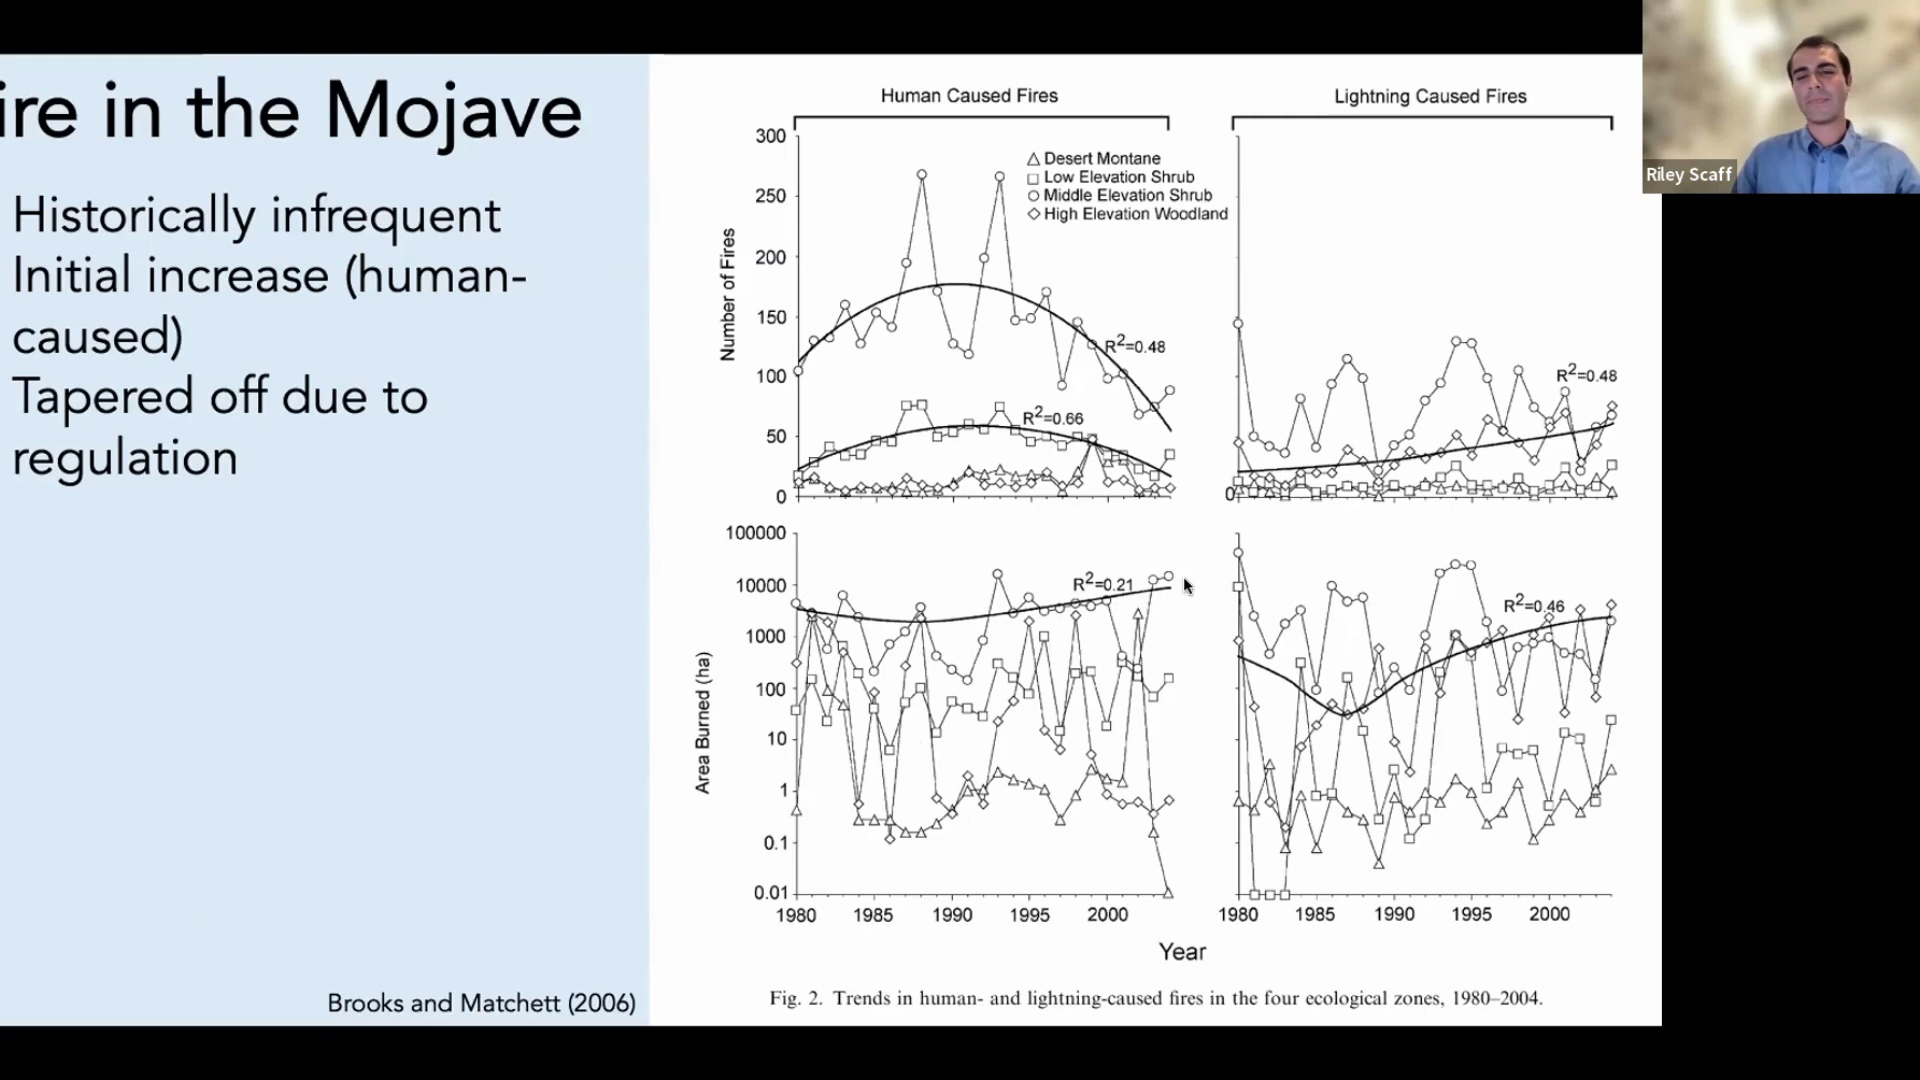 ire in the Mojave
Historically infrequent
Initial increase (human-
caused)
Tapered off due to
regulation
Brooks and Matchett (2006)
Human Caused Fires
Lightning Caused Fires
Riley Scaff
300
250
200
150
100
50
0
Number of Fires
Desert Montane
Low Elevation Shrub
Middle Elevation Shrub
High Elevation Woodland
R²=0.48
R²=0.66
R²=0.48
0
100000
10000
1000
100
10
1
0.1
0.01
Area Burned (ha)
R²=0.21
R²=0.46
1980 1985 1990 1995 2000
1980 1985 1990 1995 2000
Year
Fig. 2. Trends in human- and lightning-caused fires in the four ecological zones, 1980–2004.